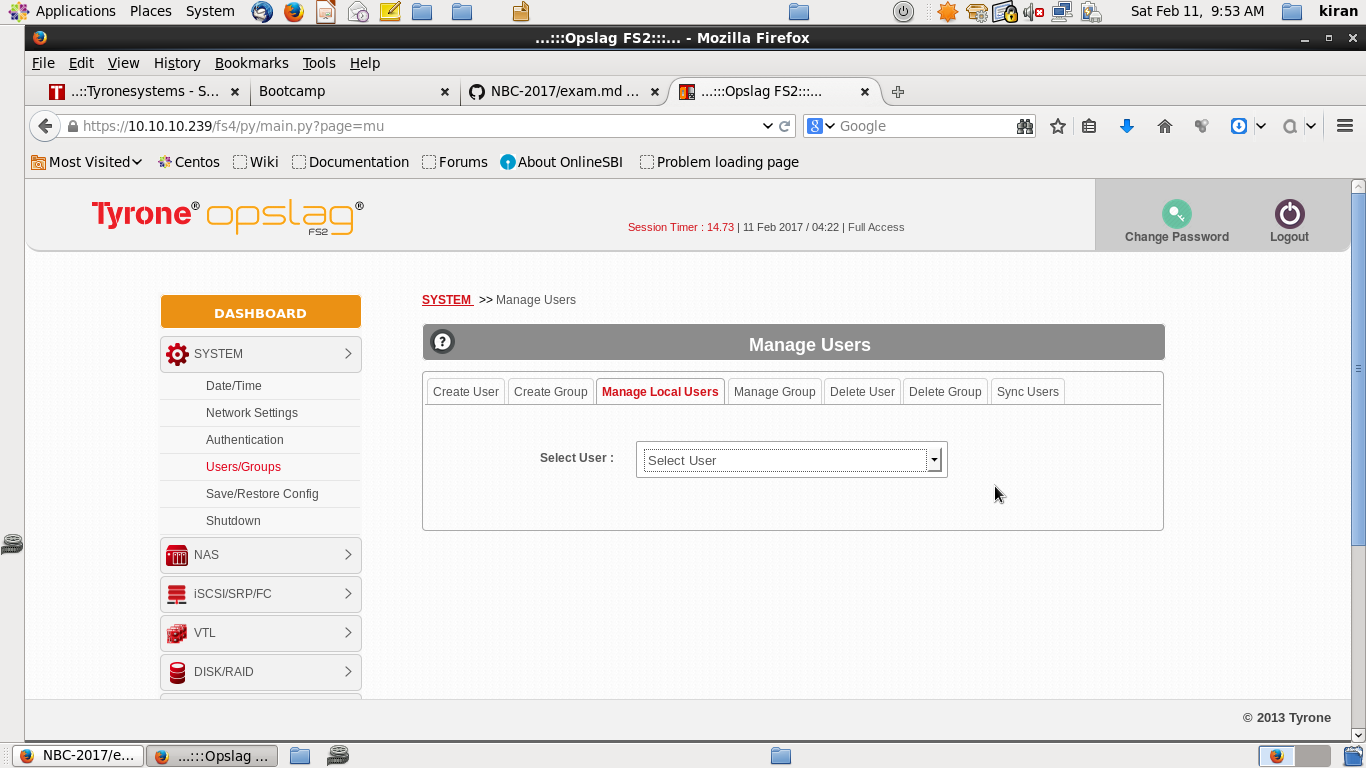 Applications Places System Sat Feb 11, 9:53 AM kiran
...:::Opslag FS2:::... - Mozilla Firefox
File Edit View History Bookmarks Tools Help
..::Tyronesystems - S... Bootcamp NBC-2017/exam.md ... ...:::Opslag FS2:::...
https://10.10.10.239/fs4/py/main.py?page=mu Google
Most Visited Centos Wiki Documentation Forums About OnlineSBI Problem loading page
Tyrone® opslag® FS2
Session Timer : 14.73 | 11 Feb 2017 / 04:22 | Full Access
Change Password Logout
SYSTEM >> Manage Users
DASHBOARD
SYSTEM
Date/Time
Network Settings
Authentication
Users/Groups
Save/Restore Config
Shutdown
NAS
iSCSI/SRP/FC
VTL
DISK/RAID
Manage Users
Create User Create Group Manage Local Users Manage Group Delete User Delete Group Sync Users
Select User : Select User
© 2013 Tyrone
NBC-2017/e... ...:::Opslag ...